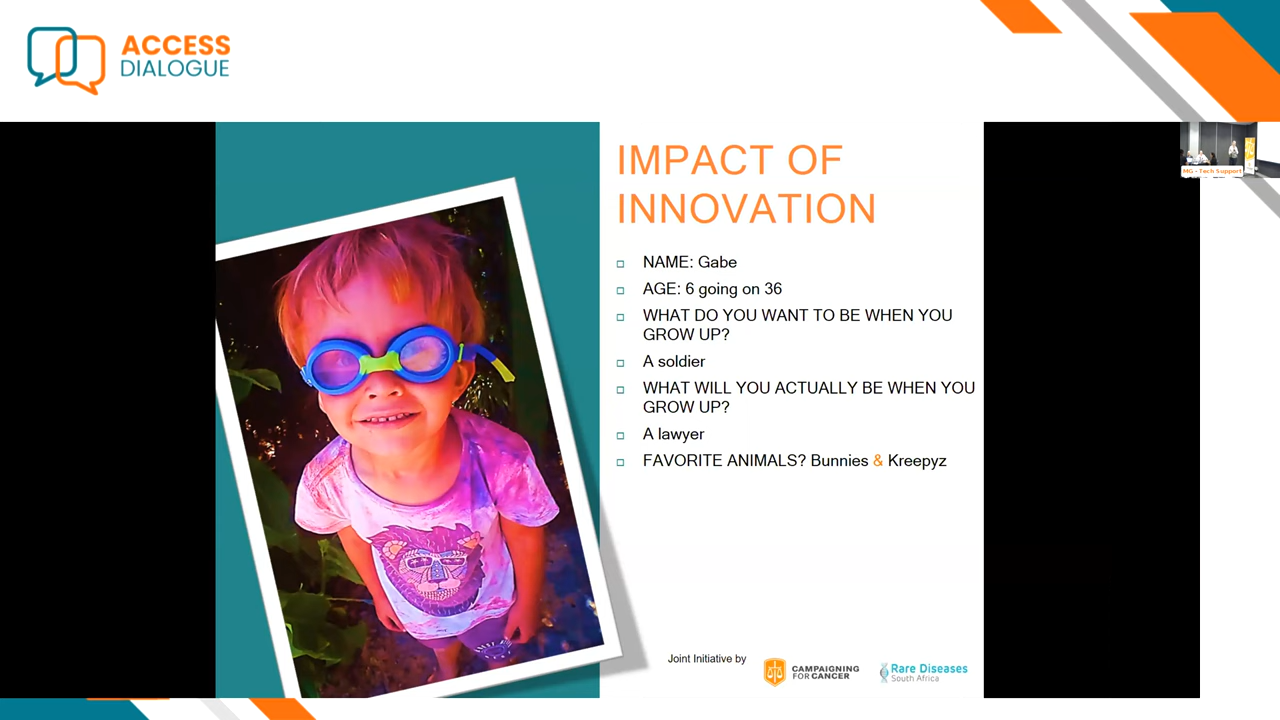 ACCESS
DIALOGUE
IMPACT OF
INNOVATION
NAME: Gabe
AGE: 6 going on 36
WHAT DO YOU WANT TO BE WHEN YOU
GROW UP?
A soldier
WHAT WILL YOU ACTUALLY BE WHEN YOU
GROW UP?
A lawyer
FAVORITE ANIMALS? Bunnies & Kreepyz
MG - Tech Support
Joint Initiative by
CAMPAIGNING
FOR CANCER
Rare Diseases
South Africa